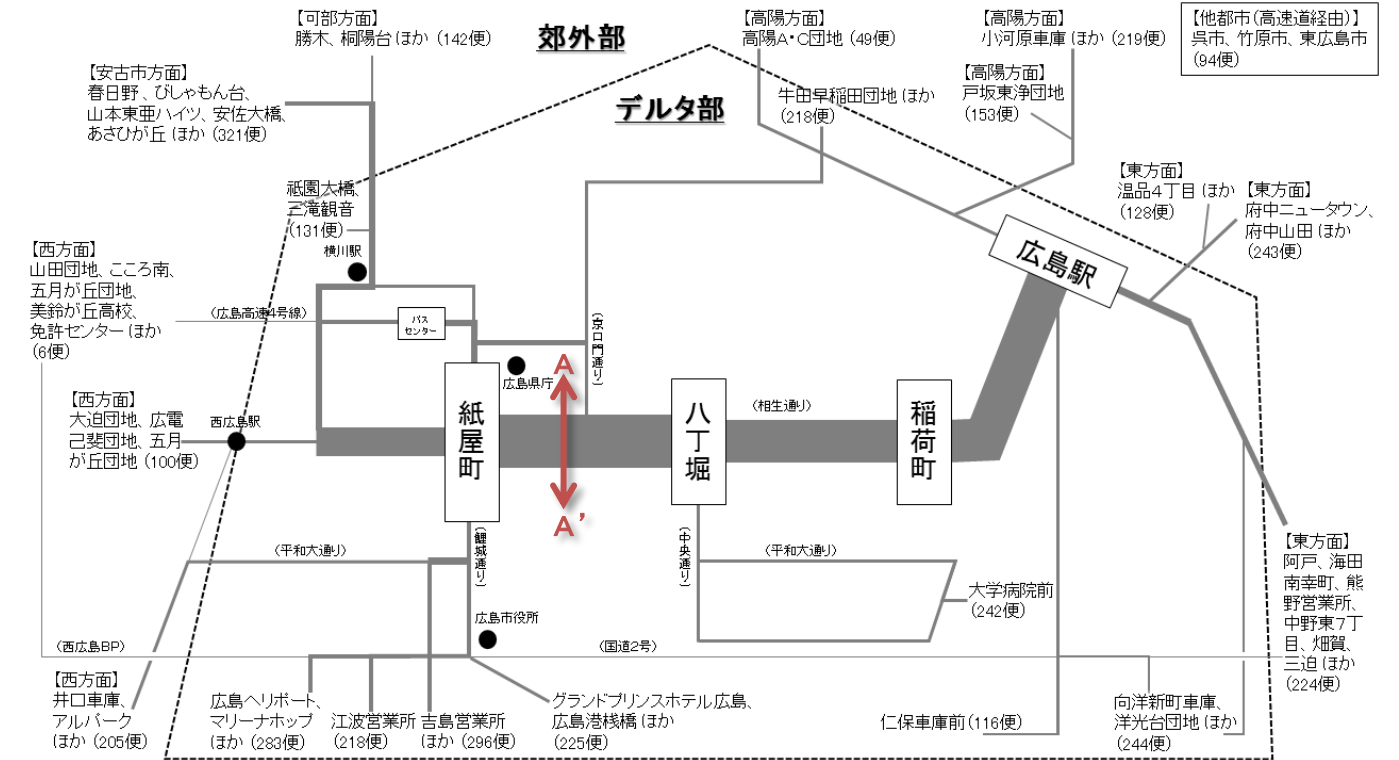 【可部方面】
勝木、桐陽台 ほか (142便)
郊外部
【高陽方面】
高陽A・C団地 (49便)
【高陽方面】
小河原車庫 ほか (219便)
【他都市(高速道経由)】
呉市、竹原市、東広島市
(94便)
【安古市方面】
春日野、びしゃもん台、
山本東亜ハイツ、安佐大橋、
あさひが丘 ほか (321便)
デルタ部
牛田早稲田団地 ほか
(218便)
【高陽方面】
戸坂東浄団地
(153便)
【東方面】
温品4丁目 ほか
(128便)
【東方面】
府中ニュータウン、
府中山田 ほか
(243便)
祇園大橋、
三滝観音
(131便)
横川駅
【西方面】
山田団地、こころ南、
五月が丘団地、
美鈴が丘高校、
免許センター ほか
(6便)
(広島高速4号線)
バス
センター
(京口門通り)
広島駅
A
広島県庁
【西方面】
大迫団地、広電
己斐団地、五月
が丘団地 (100便)
西広島駅
紙屋町
八丁堀
(相生通り)
稲荷町
A’
(平和大通り)
(鯉城通り)
(中央通り)
(平和大通り)
大学病院前
(242便)
【東方面】
阿戸、海田
南幸町、熊
野営業所、
中野東7丁
目、畑賀、
三迫 ほか
(224便)
広島市役所
(西広島BP)
(国道2号)
【西方面】
井口車庫、
アルパーク
ほか (205便)
広島ヘリポート、
マリーナホップ
ほか (283便)
江波営業所
(218便)
吉島営業所
ほか (296便)
グランドプリンスホテル広島、
広島港桟橋 ほか
(225便)
仁保車庫前 (116便)
向洋新町車庫、
洋光台団地 ほか
(244便)